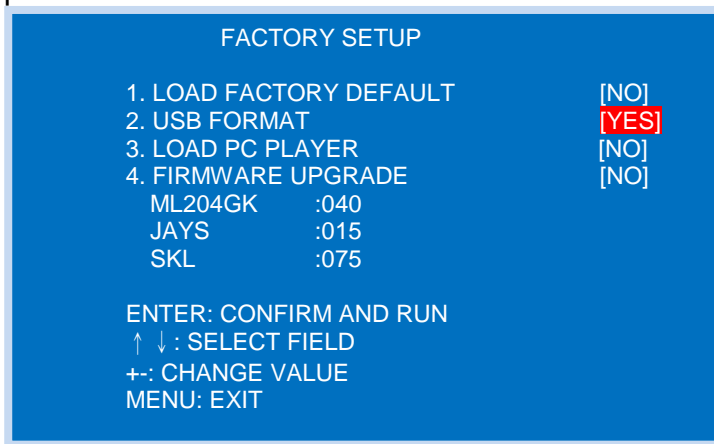 FACTORY SETUP
1. LOAD FACTORY DEFAULT [NO]
2. USB FORMAT [YES]
3. LOAD PC PLAYER [NO]
4. FIRMWARE UPGRADE [NO]
ML204GK :040
JAYS :015
SKL :075
ENTER: CONFIRM AND RUN
↑ ↓ : SELECT FIELD
+-: CHANGE VALUE
MENU: EXIT